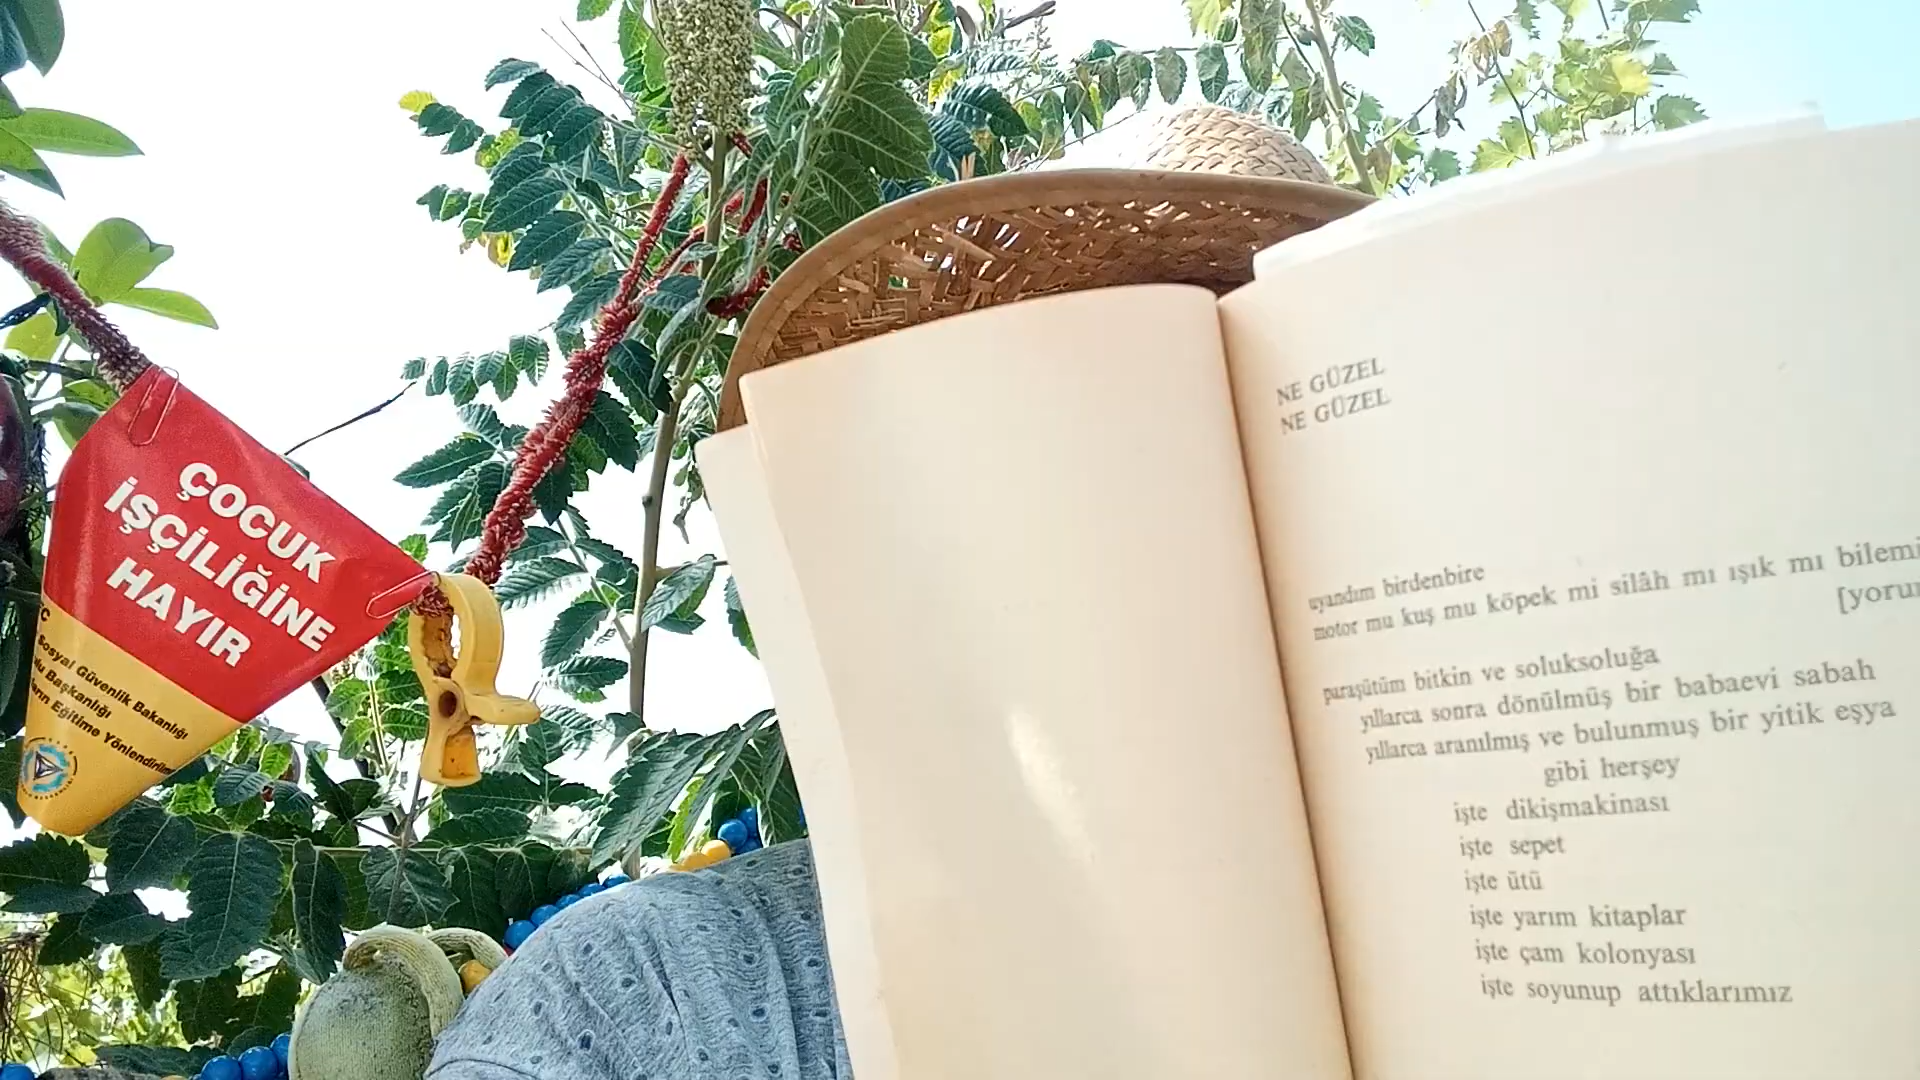 ÇOCUK
İŞÇİLİĞİNE
HAYIR
Sosyal Güvenlik Bakanlığı
Başkanlığı
Eğitime
NE GÜZEL
NE GÜZEL
uyandım birdenbire
motor mu kuş mu köpek mi silâh mı ışık mı bilemi
[yorum
paraşütüm bitkin ve soluksoluğa
yıllarca sonra dönülmüş bir babaevi sabah
yıllarca aranılmış ve bulunmuş bir yitik eşya
gibi herşey
işte dikişmakinası
işte sepet
işte ütü
işte yarım kitaplar
işte çam kolonyası
işte soyunup attıklarımız